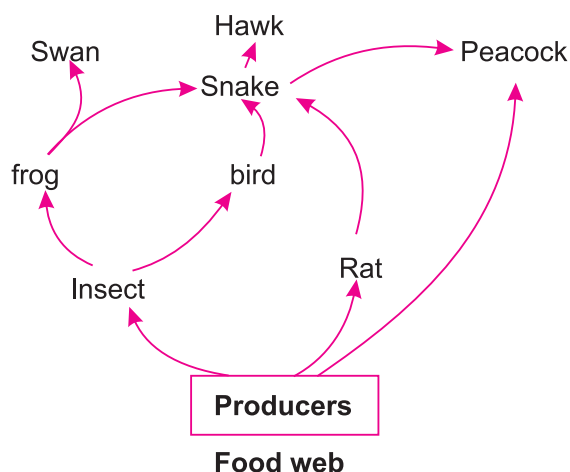 Hawk
Swan
Peacock
Snake
frog
bird
Rat
Insect
Producers
Food web